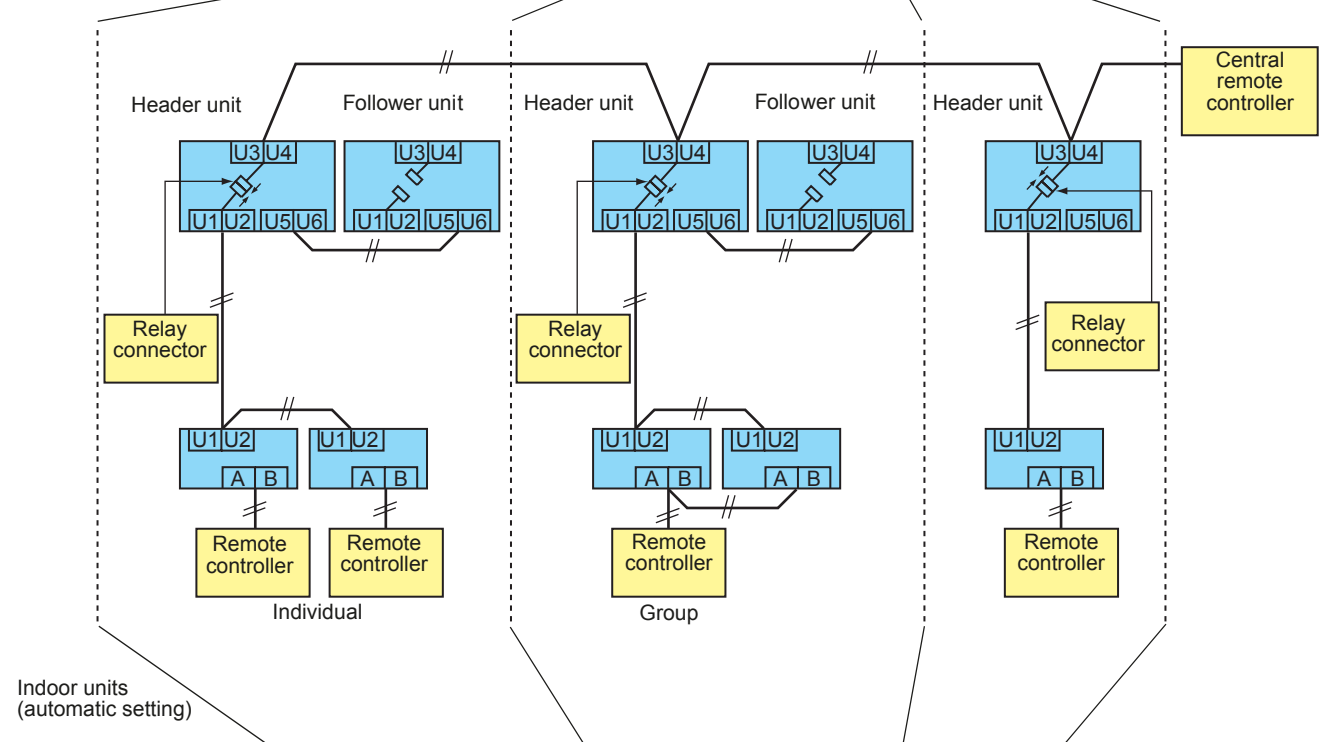 Central
remote
controller
Header unit
Follower unit
Header unit
Follower unit
Header unit
U3 U4
U3 U4
U3 U4
U3 U4
U3 U4
U1 U2 U5 U6
U1 U2 U5 U6
U1 U2 U5 U6
U1 U2 U5 U6
U1 U2 U5 U6
Relay
connector
Relay
connector
Relay
connector
U1 U2
U1 U2
U1 U2
U1 U2
U1 U2
A B
A B
A B
A B
A B
Remote
controller
Remote
controller
Remote
controller
Remote
controller
Individual
Group
Indoor units
(automatic setting)